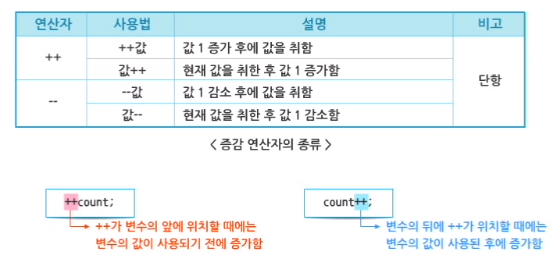 연산자 사용법 설명 비고
++ ++값 값 1 증가 후에 값을 취함 단항
값++ 현재 값을 취한 후 값 1 증가함
-- --값 값 1 감소 후에 값을 취함
값-- 현재 값을 취한 후 값 1 감소함
< 증감 연산자의 종류 >
++count;
++가 변수의 앞에 위치할 때에는
변수의 값이 사용되기 전에 증가함
count++;
변수의 뒤에 ++가 위치할 때에는
변수의 값이 사용된 후에 증가함